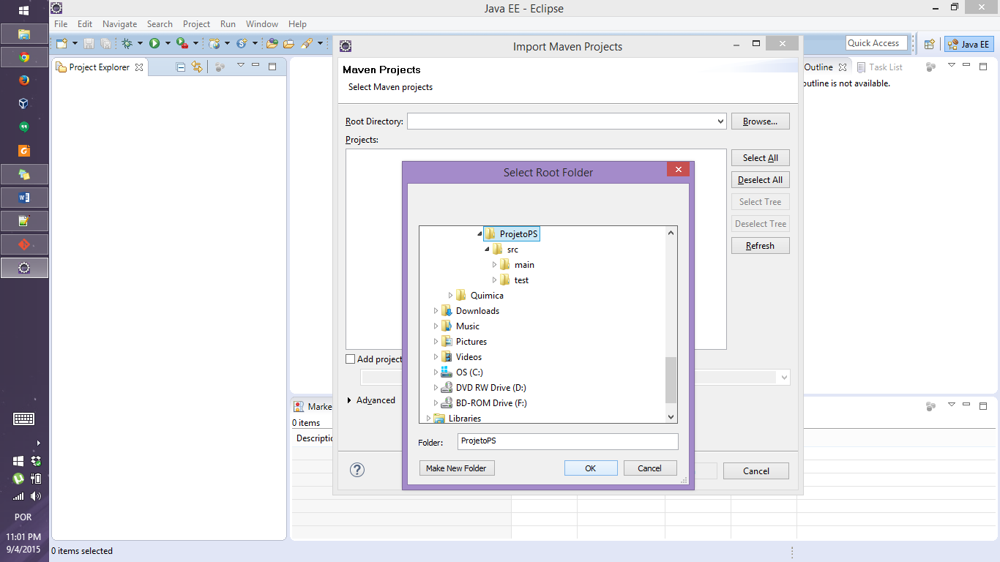 Java EE - Eclipse
File Edit Navigate Search Project Run Window Help
Quick Access
Java EE
Project Explorer
Import Maven Projects
Maven Projects
Select Maven projects
Root Directory:
Browse...
Projects:
Select All
Deselect All
Select Tree
Deselect Tree
Refresh
Outline
Task List
outline is not available.
Select Root Folder
ProjetoPS
src
main
test
Quimica
Downloads
Music
Pictures
Videos
OS (C:)
DVD RW Drive (D:)
BD-ROM Drive (F:)
Libraries
Folder: ProjetoPS
Make New Folder
OK
Cancel
Add project
Advanced
Cancel
Marke
0 items
Descriptic
POR
11:01 PM
9/4/2015
0 items selected